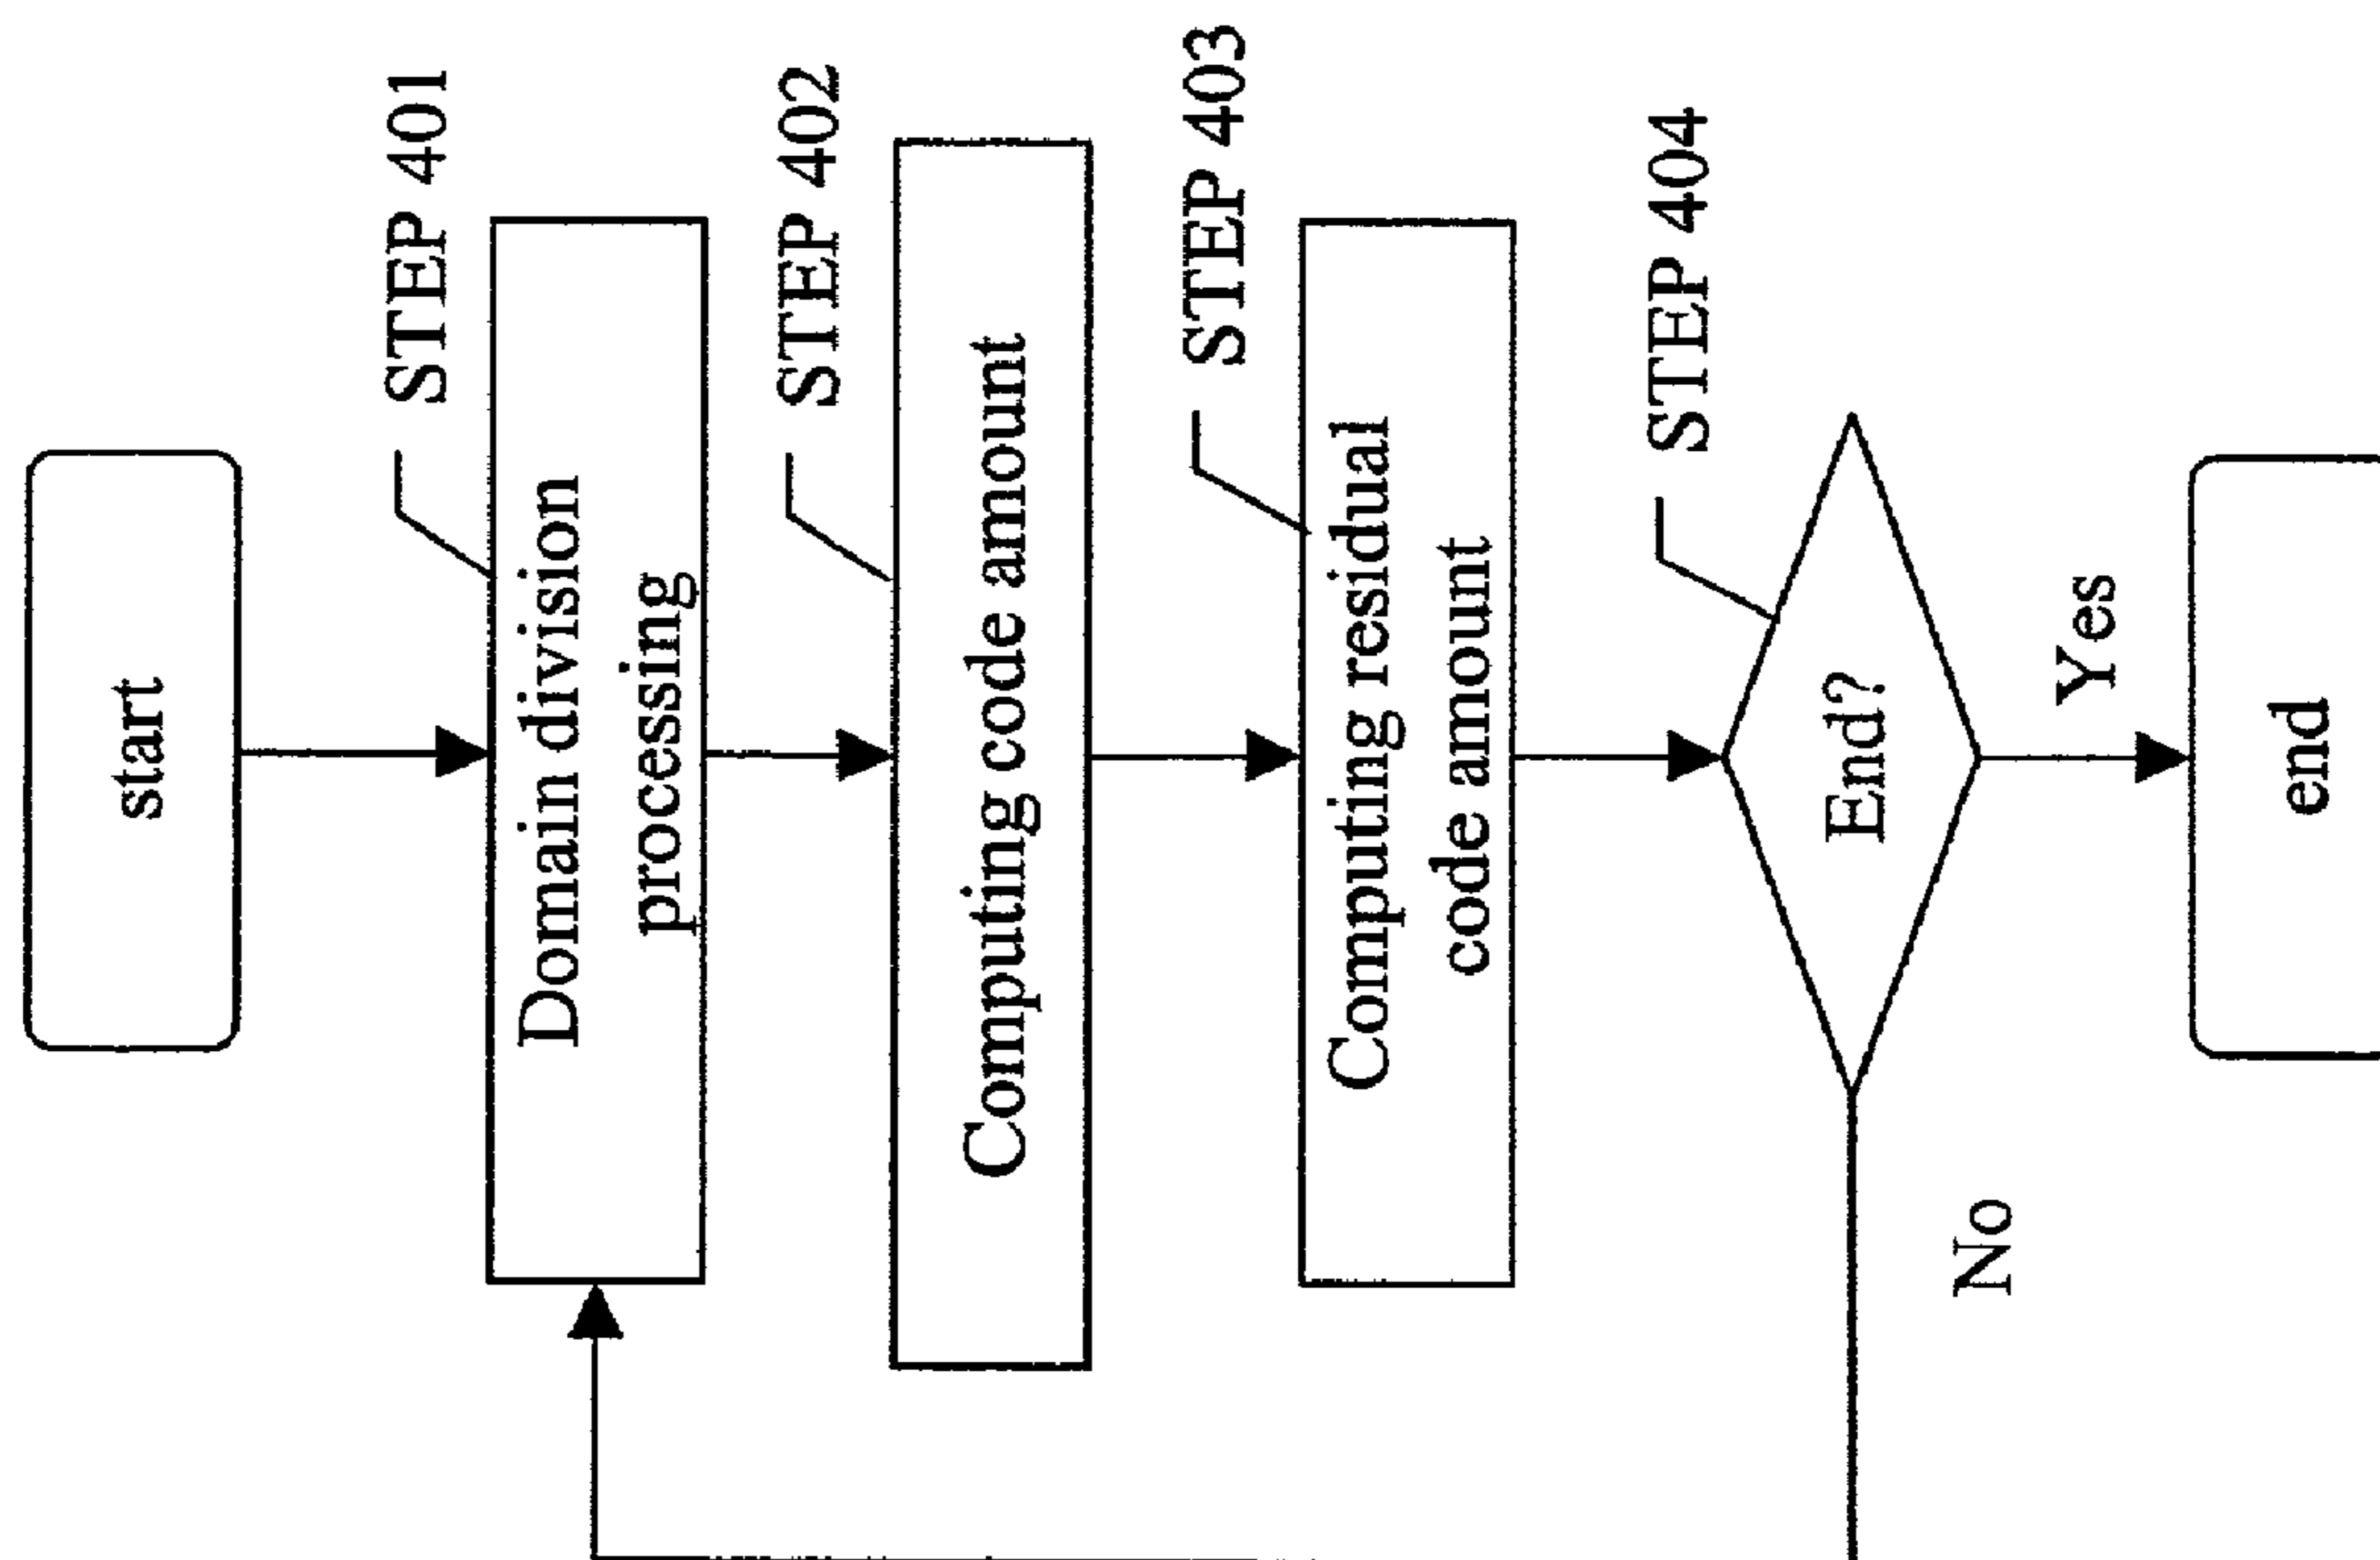 start
STEP 401
Domain division
processing
STEP 402
Computing code amount
STEP 403
Computing residual
code amount
STEP 404
End?
No
Yes
end